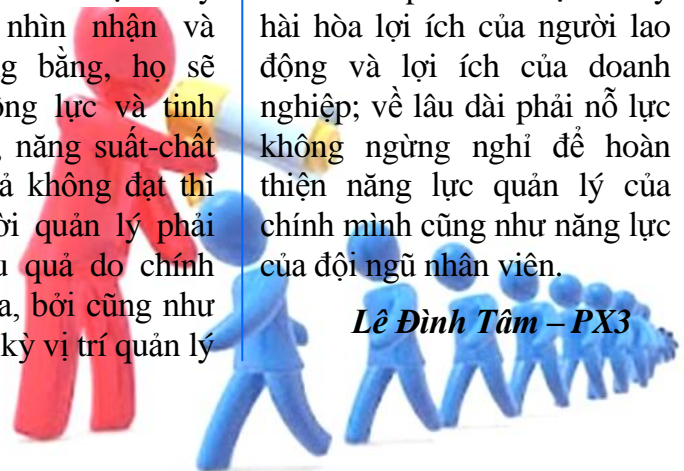 nhìn nhận và
bằng, họ sẽ
lực và tinh
năng suất-chất
không đạt thì
quản lý phải
quả do chính
bởi cũng như
kỳ vị trí quản lý
hài hòa lợi ích của người lao
động và lợi ích của doanh
nghiệp; về lâu dài phải nỗ lực
không ngừng nghỉ để hoàn
thiện năng lực quản lý của
chính mình cũng như năng lực
của đội ngũ nhân viên.
Lê Đình Tâm – PX3